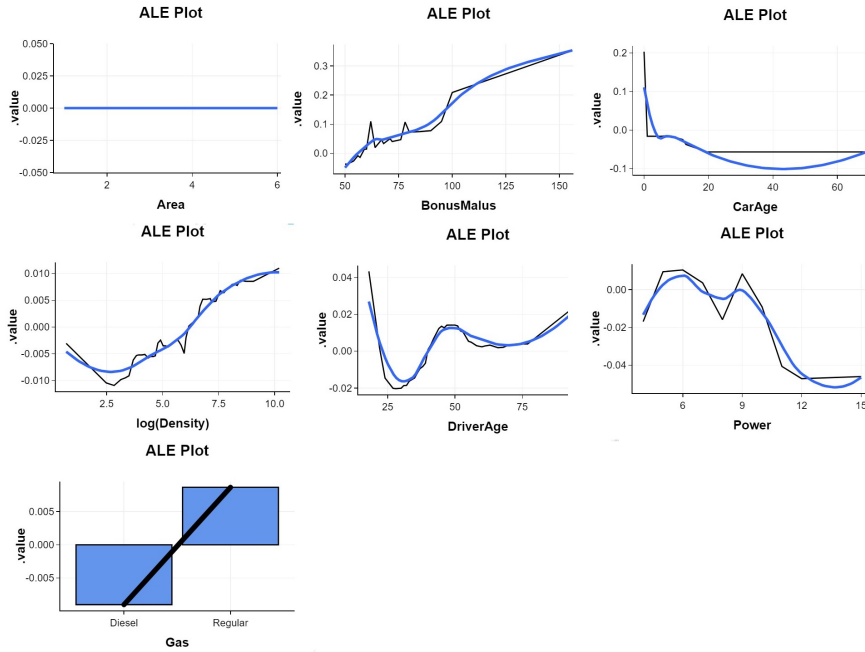 ALE Plot
0.050
0.025
0.000
-0.025
-0.050
.value
2 4 6
Area
ALE Plot
0.3
0.2
0.1
0.0
.value
50 75 100 125 150
BonusMalus
ALE Plot
0.2
0.1
0.0
-0.1
.value
0 20 40 60
CarAge
ALE Plot
0.010
0.005
0.000
-0.005
-0.010
.value
2.5 5.0 7.5 10.0
log(Density)
ALE Plot
0.04
0.02
0.00
-0.02
.value
25 50 75
DriverAge
ALE Plot
0.00
-0.02
-0.04
.value
6 9 12 15
Power
ALE Plot
0.005
0.000
-0.005
.value
Diesel Regular
Gas